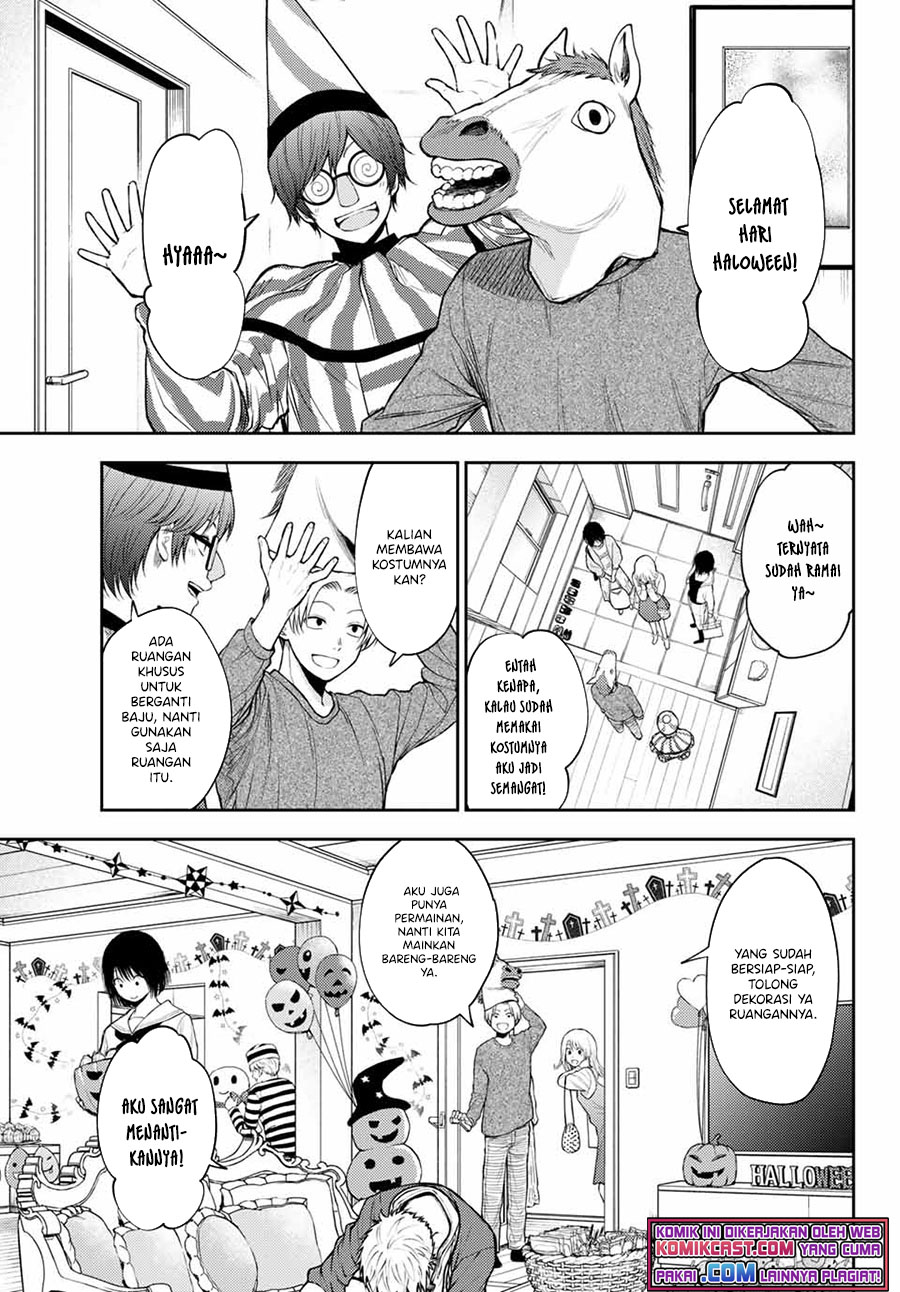 SELAMAT
HARI
HALOWEEN!
HYAAA~
WAH~
TERNYATA
SUDAH RAMAI
YA~
ENTAH
KENAPA,
KALAU SUDAH
MEMAKAI
KOSTUMNYA
AKU JADI
SEMANGAT!
KALIAN
MEMBAWA
KOSTUMNYA
KAN?
ADA
RUANGAN
KHUSUS
UNTUK
BERGANTI
BAJU, NANTI
GUNAKAN
SAJA
RUANGAN
ITU.
YANG SUDAH
BERSIAP-SIAP,
TOLONG
DEKORASI YA
RUANGANNYA.
AKU JUGA
PUNYA
PERMAINAN,
NANTI KITA
MAINKAN
BARENG-BARENG
YA.
AKU SANGAT
MENANTI-
KANNYA!
HALLOWEE
KOMIK INI DIKERJAKAN OLEH WEB
KOMIKCAST.COM YANG CUMA
PAKAI .COM LAINNYA PLAGIAT!